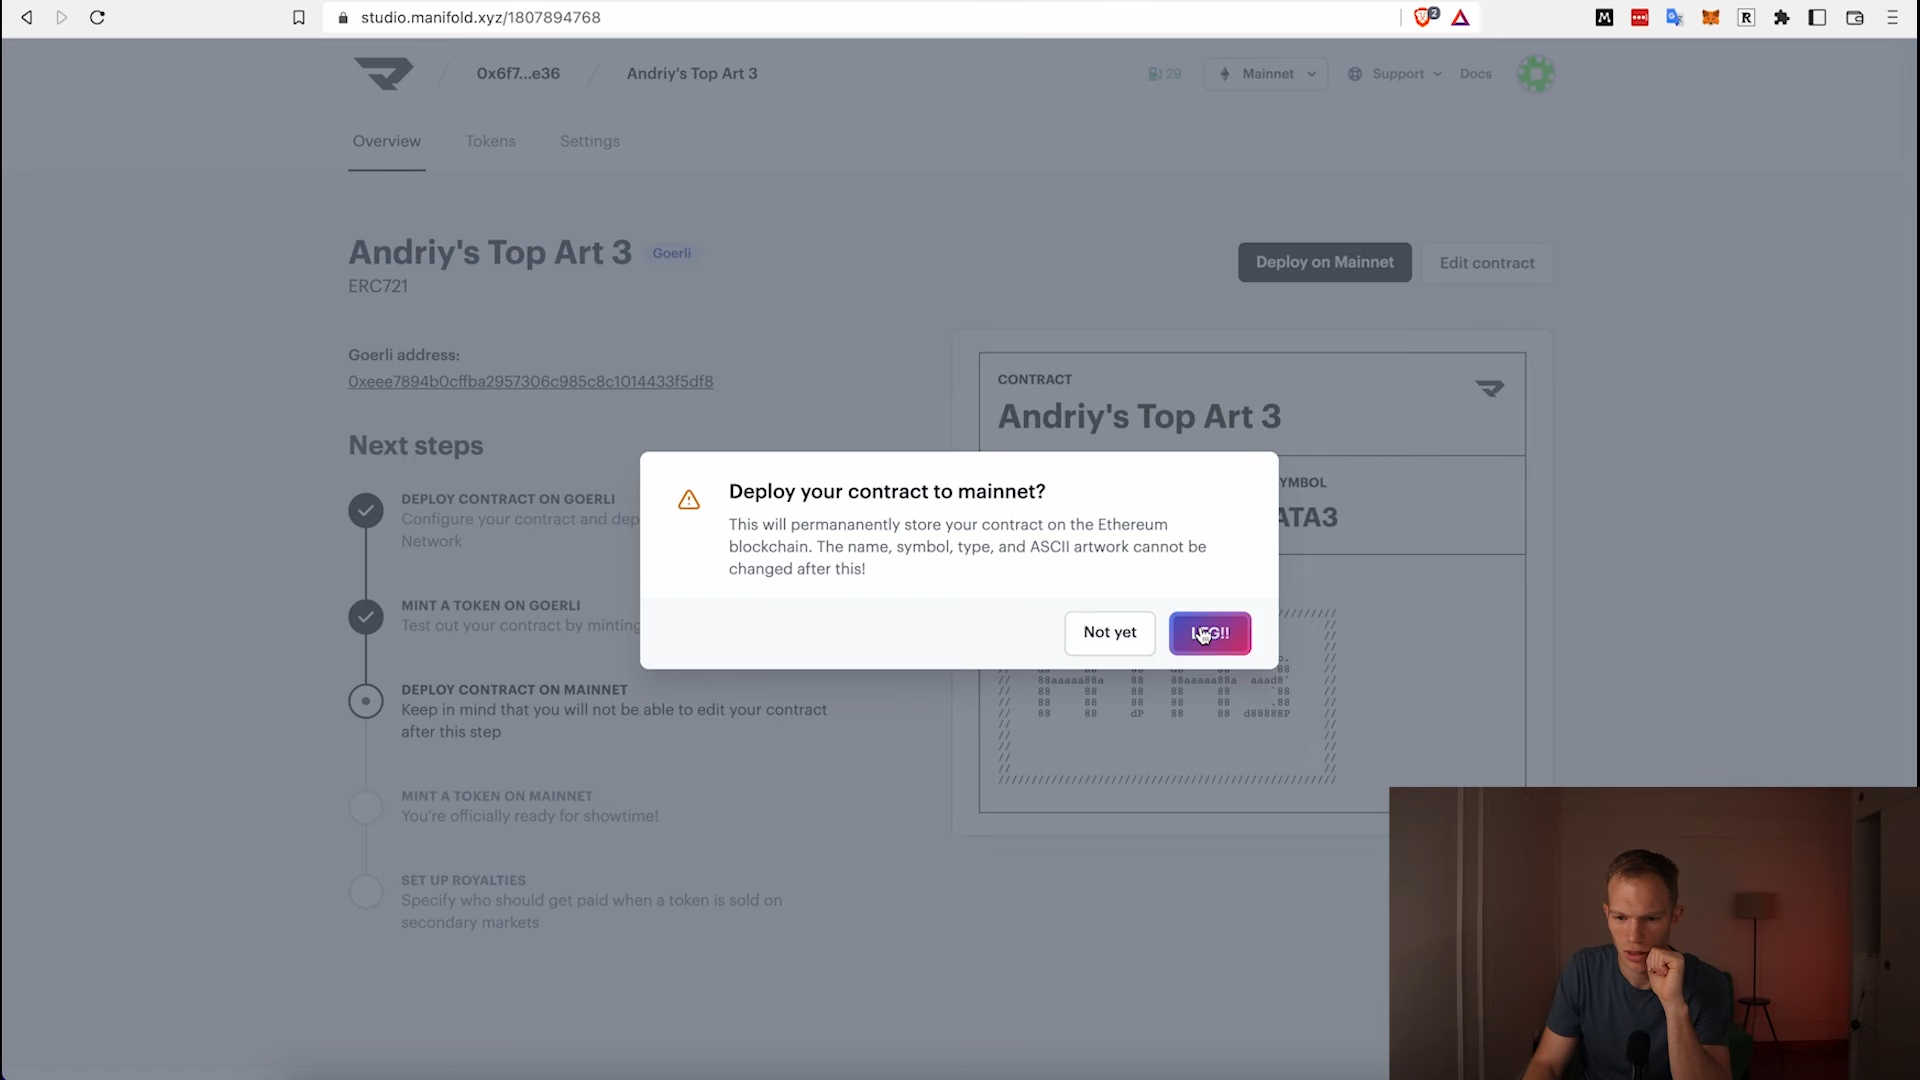 studio.manifold.xyz/1807894768
2
M
R
0x6f7...e36
Andriy's Top Art 3
29
Mainnet
Support
Docs
Overview
Tokens
Settings
Andriy's Top Art 3
Goerli
Deploy on Mainnet
Edit contract
ERC721
Goerli address:
0xeee7894b0cffba2957306c985c8c1014433f5df8
Next steps
DEPLOY CONTRACT ON GOERLI
Configure your contract and dep
Network
MINT A TOKEN ON GOERLI
Test out your contract by minting
DEPLOY CONTRACT ON MAINNET
Keep in mind that you will not be able to edit your contract
after this step
MINT A TOKEN ON MAINNET
You're officially ready for showtime!
SET UP ROYALTIES
Specify who should get paid when a token is sold on
secondary markets
CONTRACT
Andriy's Top Art 3
YMBOL
ATA3
Deploy your contract to mainnet?
This will permananently store your contract on the Ethereum
blockchain. The name, symbol, type, and ASCII artwork cannot be
changed after this!
Not yet